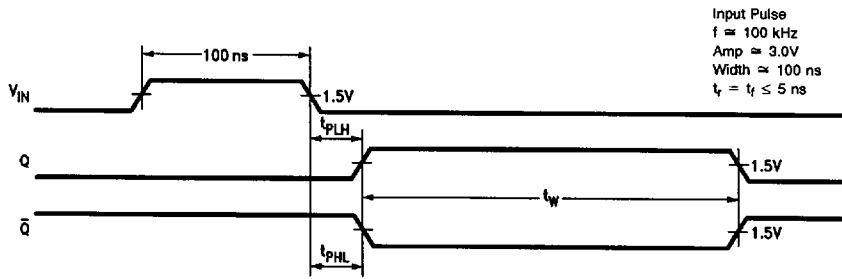 Input Pulse
f ≃ 100 kHz
Amp ≃ 3.0V
Width ≃ 100 ns
tᵣ = t_f ≤ 5 ns
100 ns
V_IN
1.5V
t_PLH
Q
1.5V
t_W
Q̅
1.5V
t_PHL